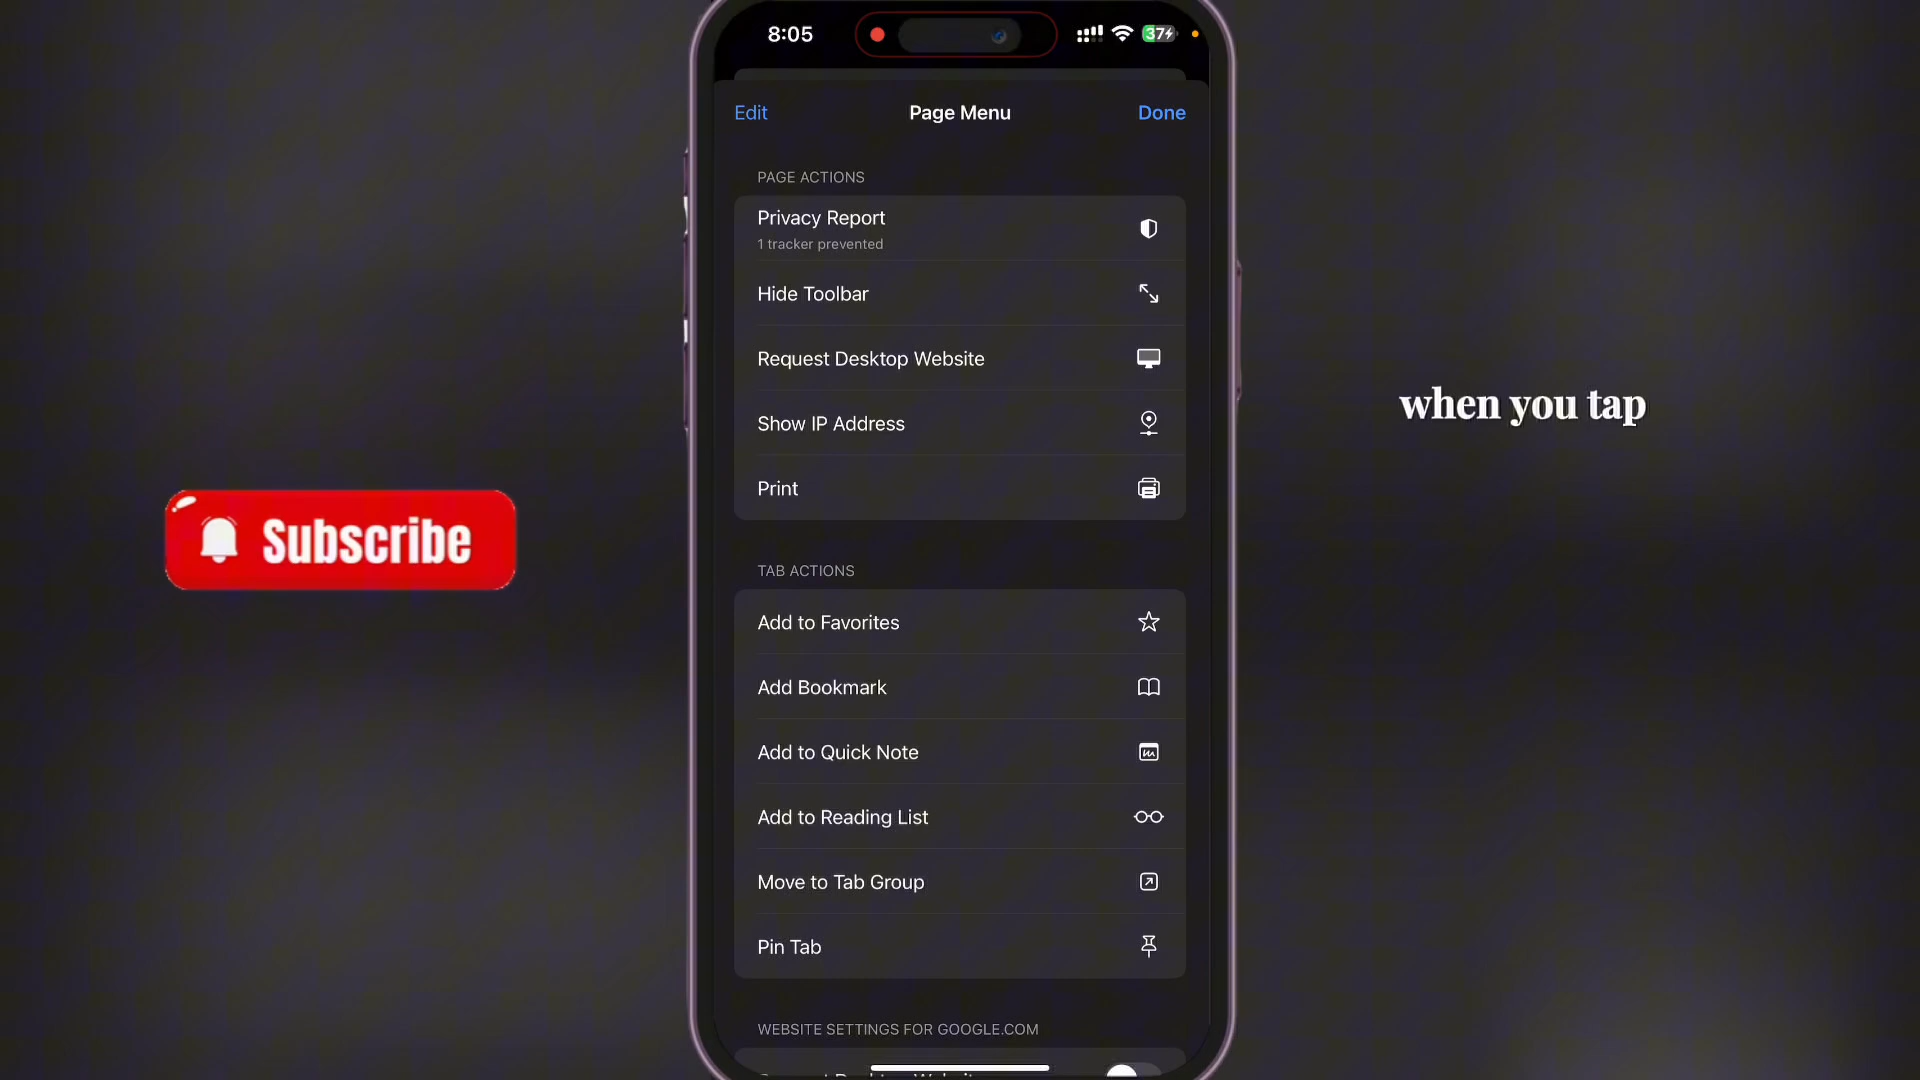 8:05
37
Edit
Page Menu
Done
PAGE ACTIONS
Privacy Report
1 tracker prevented
Hide Toolbar
Request Desktop Website
Show IP Address
Print
TAB ACTIONS
Add to Favorites
Add Bookmark
Add to Quick Note
Add to Reading List
Move to Tab Group
Pin Tab
WEBSITE SETTINGS FOR GOOGLE.COM
Subscribe
when you tap